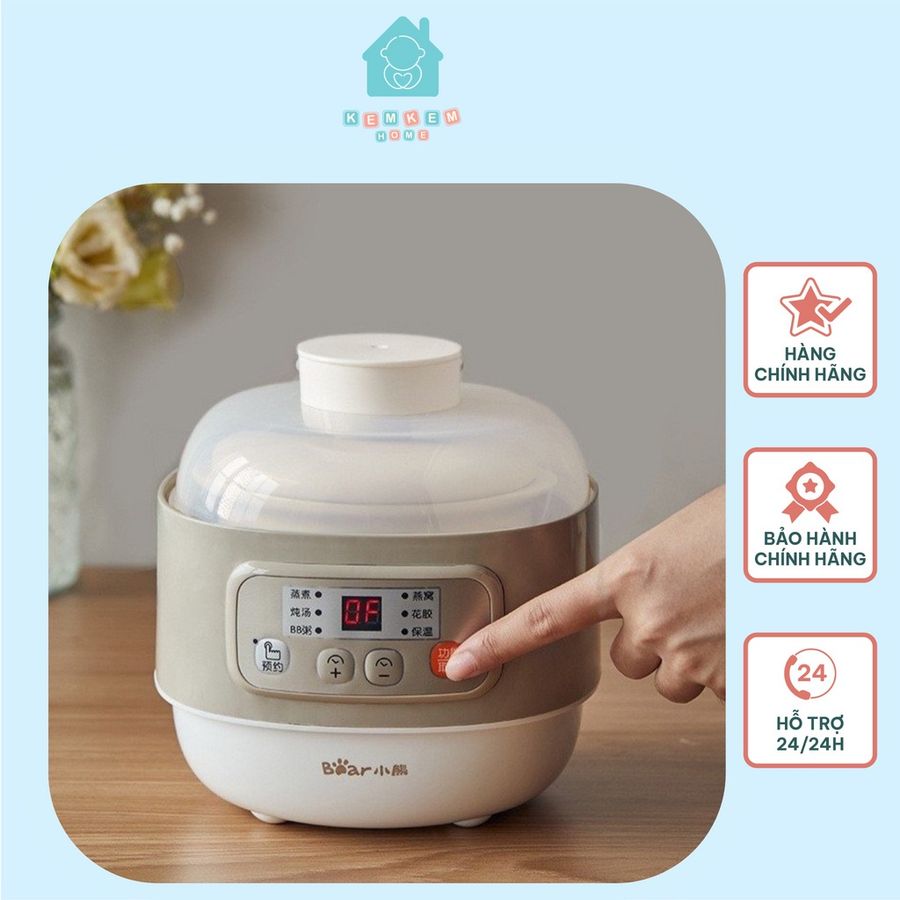 KEMKEM
HOME
HÀNG
CHÍNH HÃNG
BẢO HÀNH
CHÍNH HÃNG
24
HỖ TRỢ
24/24H
蒸煮
炖汤
BB粥
0F
燕窝
花胶
保温
预约
+
−
Bear小熊